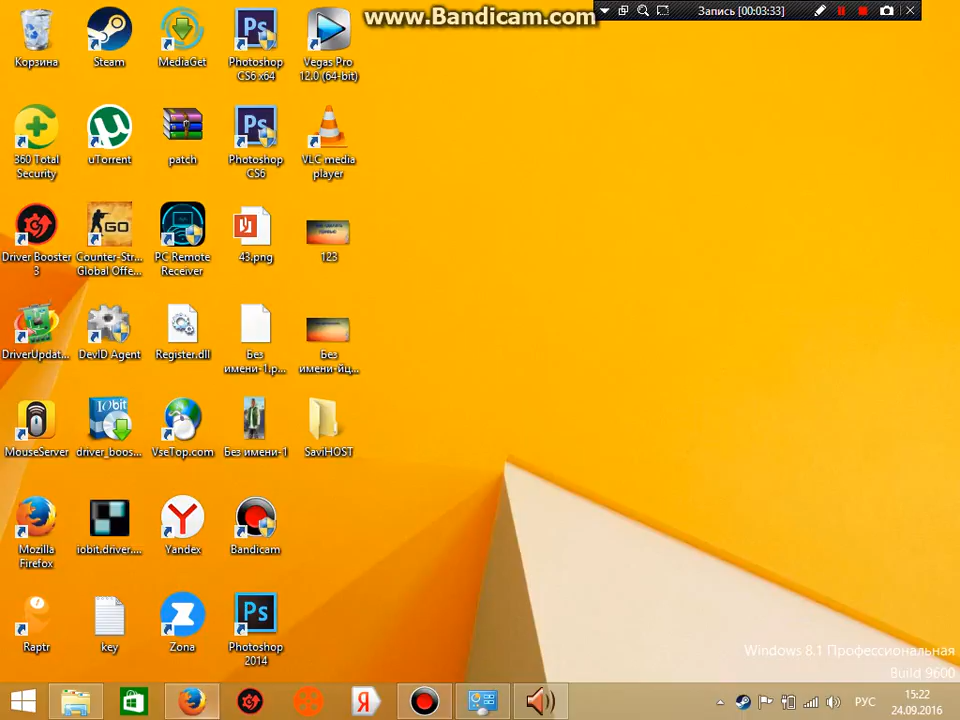 www.Bandicam.com
Запись [00:03:33]
Корзина
Steam
MediaGet
Photoshop
CS6 x64
Vegas Pro
12.0 (64-bit)
360 Total
Security
uTorrent
patch
Photoshop
CS6
VLC media
player
Driver Booster
3
Counter-Str...
Global Offe...
PC Remote
Receiver
43.png
123
DriverUpdat...
DevID Agent
Register.dll
Без
имени-1.p...
Без
имени-йц...
MouseServer
driver_boos...
VseTop.com
Без имени-1
SaviHOST
Mozilla
Firefox
iobit.driver....
Yandex
Bandicam
Raptr
key
Zona
Photoshop
2014
Windows 8.1 Профессиональная
Build 9600
РУС
15:22
24.09.2016